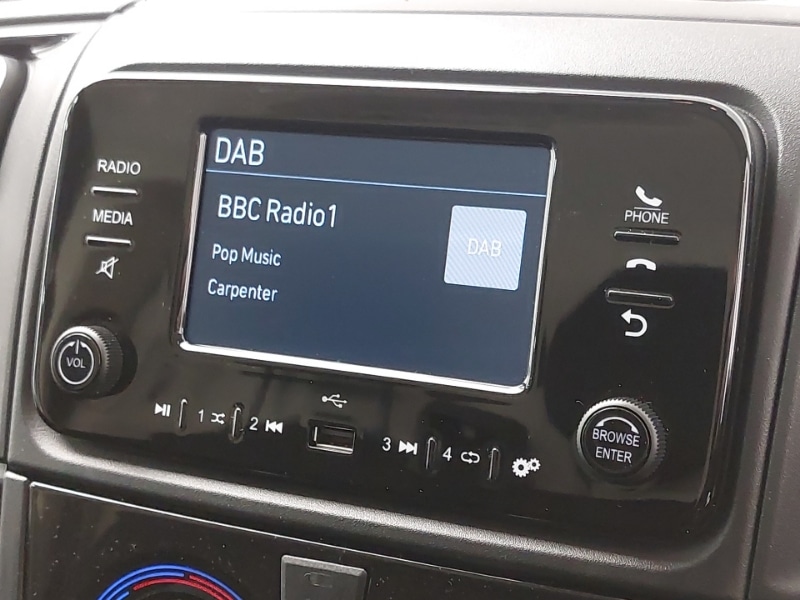 DAB
BBC Radio1
DAB
Pop Music
Carpenter
RADIO
MEDIA
VOL
PHONE
1
2
3
4
BROWSE
ENTER